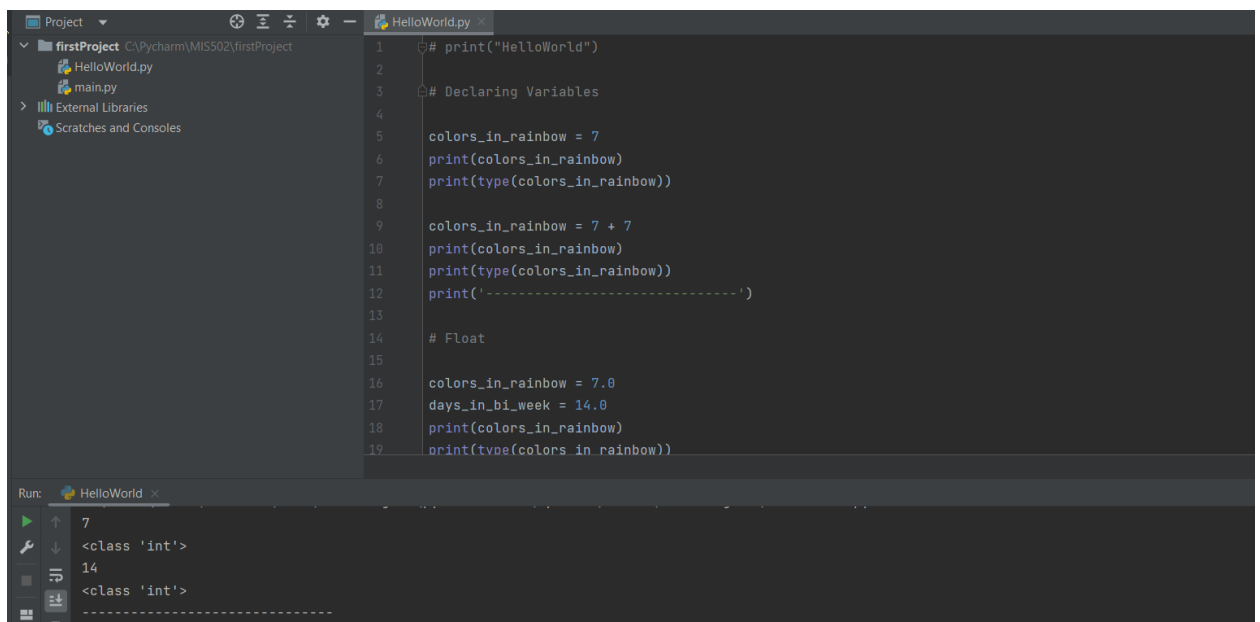 Project
firstProject C:\Pycharm\MIS502\firstProject
HelloWorld.py
main.py
External Libraries
Scratches and Consoles
HelloWorld.py
1 # print("HelloWorld")
2
3 # Declaring Variables
4
5 colors_in_rainbow = 7
6 print(colors_in_rainbow)
7 print(type(colors_in_rainbow))
8
9 colors_in_rainbow = 7 + 7
10 print(colors_in_rainbow)
11 print(type(colors_in_rainbow))
12 print('-------------------------------')
13
14 # Float
15
16 colors_in_rainbow = 7.0
17 days_in_bi_week = 14.0
18 print(colors_in_rainbow)
19 print(type(colors_in_rainbow))
Run: HelloWorld
7
<class 'int'>
14
<class 'int'>
-------------------------------